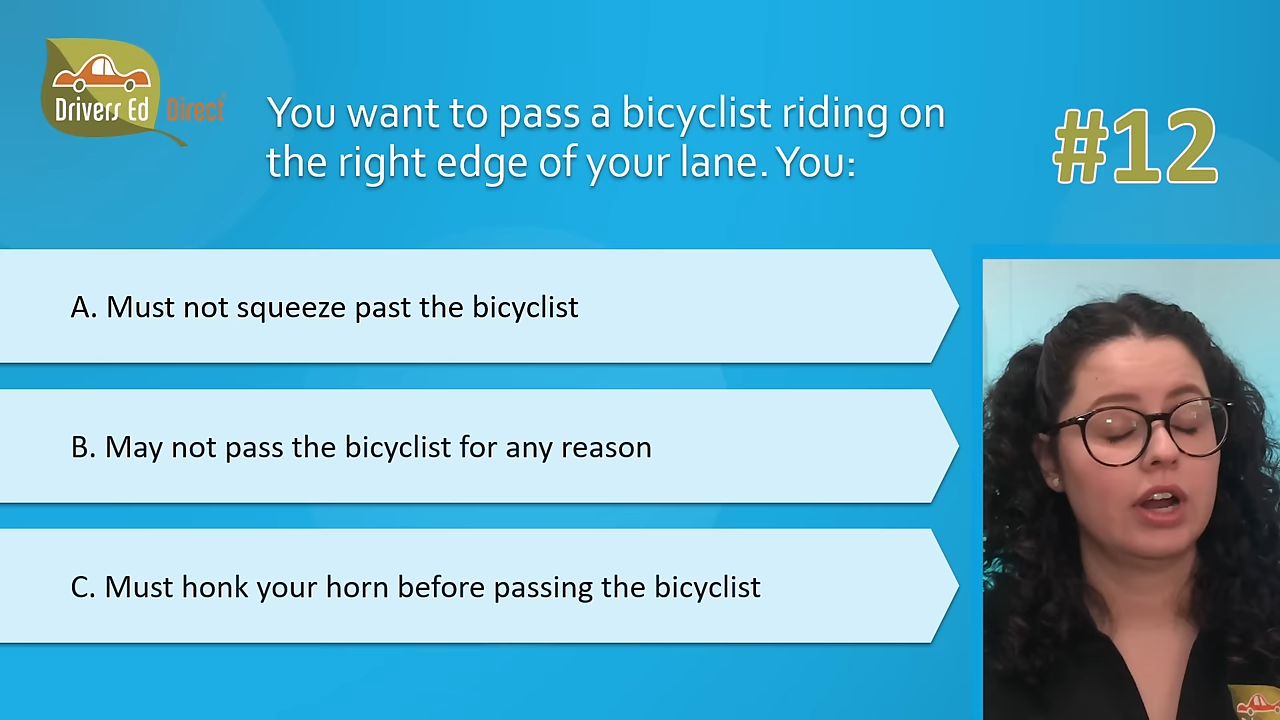 Drivers Ed Direct
You want to pass a bicyclist riding on
the right edge of your lane. You:
#12
A. Must not squeeze past the bicyclist
B. May not pass the bicyclist for any reason
C. Must honk your horn before passing the bicyclist